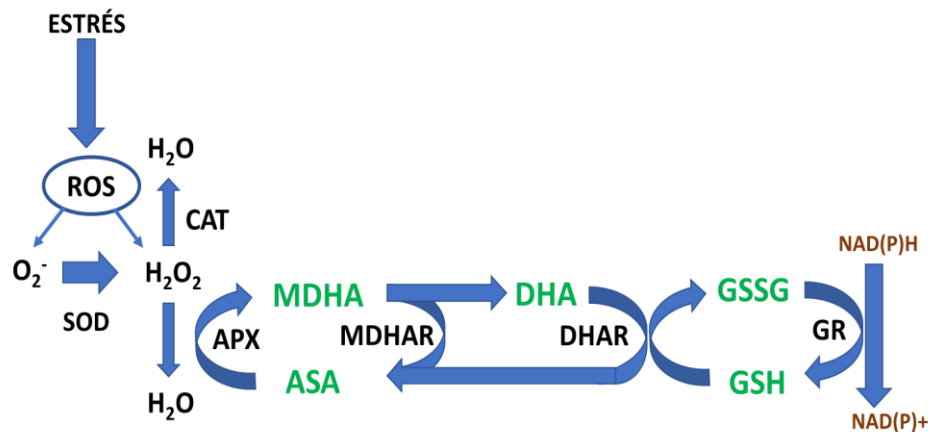 ESTRÉS
H₂O
ROS
CAT
O₂⁻
H₂O₂
SOD
NAD(P)H
MDHA
DHA
GSSG
APX
MDHAR
DHAR
GR
ASA
GSH
H₂O
NAD(P)+